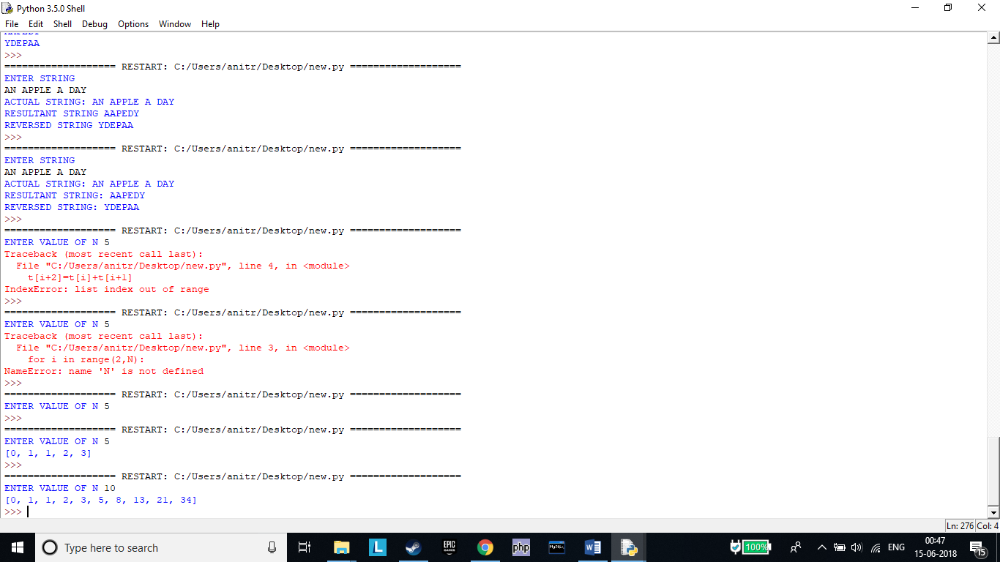 Python 3.5.0 Shell
File Edit Shell Debug Options Window Help
YDEPAA
>>>
=================== RESTART: C:/Users/anitr/Desktop/new.py ===================
ENTER STRING
AN APPLE A DAY
ACTUAL STRING: AN APPLE A DAY
RESULTANT STRING AAPEDY
REVERSED STRING YDEPAA
>>>
=================== RESTART: C:/Users/anitr/Desktop/new.py ===================
ENTER STRING
AN APPLE A DAY
ACTUAL STRING: AN APPLE A DAY
RESULTANT STRING: AAPEDY
REVERSED STRING: YDEPAA
>>>
=================== RESTART: C:/Users/anitr/Desktop/new.py ===================
ENTER VALUE OF N 5
Traceback (most recent call last):
  File "C:/Users/anitr/Desktop/new.py", line 4, in <module>
    t[i+2]=t[i]+t[i+1]
IndexError: list index out of range
>>>
=================== RESTART: C:/Users/anitr/Desktop/new.py ===================
ENTER VALUE OF N 5
Traceback (most recent call last):
  File "C:/Users/anitr/Desktop/new.py", line 3, in <module>
    for i in range(2,N):
NameError: name 'N' is not defined
>>>
=================== RESTART: C:/Users/anitr/Desktop/new.py ===================
ENTER VALUE OF N 5
>>>
=================== RESTART: C:/Users/anitr/Desktop/new.py ===================
ENTER VALUE OF N 5
[0, 1, 1, 2, 3]
>>>
=================== RESTART: C:/Users/anitr/Desktop/new.py ===================
ENTER VALUE OF N 10
[0, 1, 1, 2, 3, 5, 8, 13, 21, 34]
>>>
Ln: 276 Col: 4
Type here to search
L
EPIC GAMES
php
MySQL
W
100%
ENG
00:47
15-06-2018
15